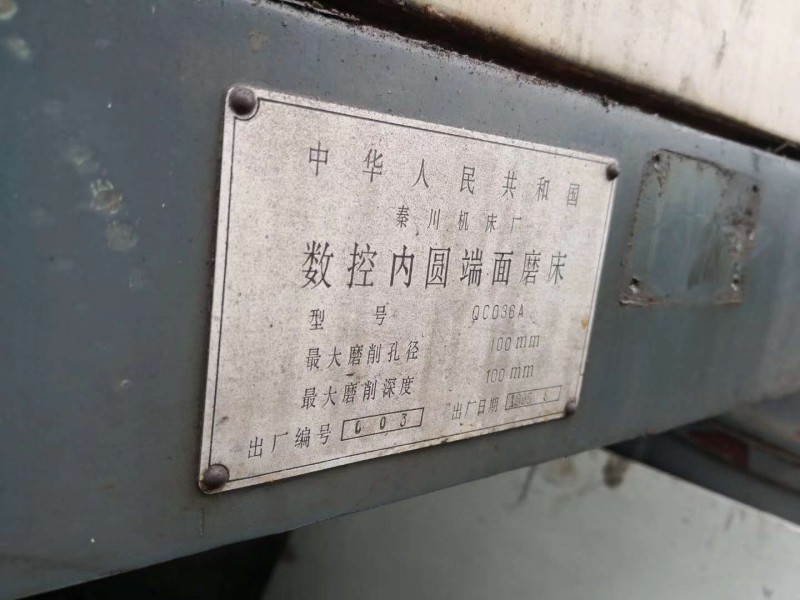 中华人民共和国
秦川机床厂
数控内圆端面磨床
型号 QC036A
最大磨削孔径 100mm
最大磨削深度 100mm
出厂编号 003 出厂日期